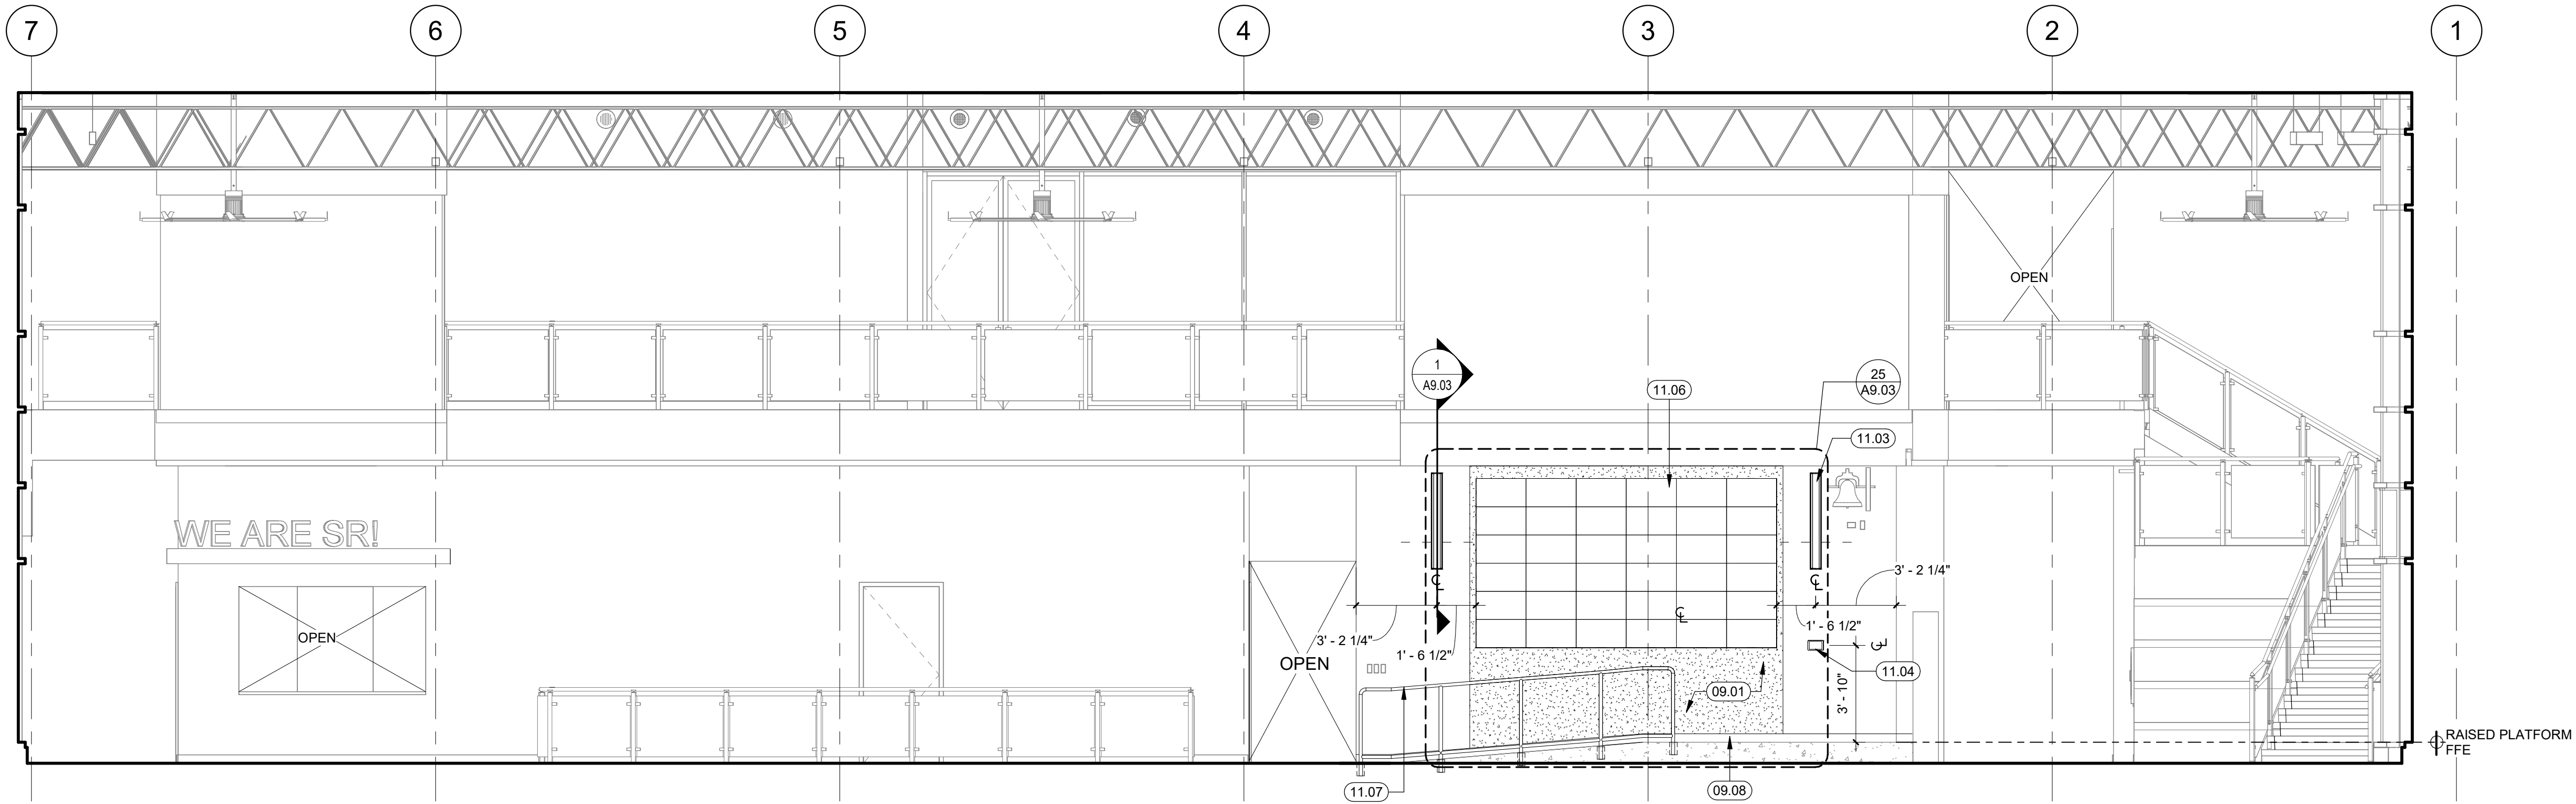 7
6
5
4
3
2
1
OPEN
1
A9.03
25
A9.03
11.06
11.03
WE ARE SR!
℄
℄
3' - 2 1/4"
℄
OPEN
3' - 2 1/4"
1' - 6 1/2"
1' - 6 1/2"
℄
OPEN
11.04
09.01
3' - 10"
RAISED PLATFORM
FFE
11.07
09.08